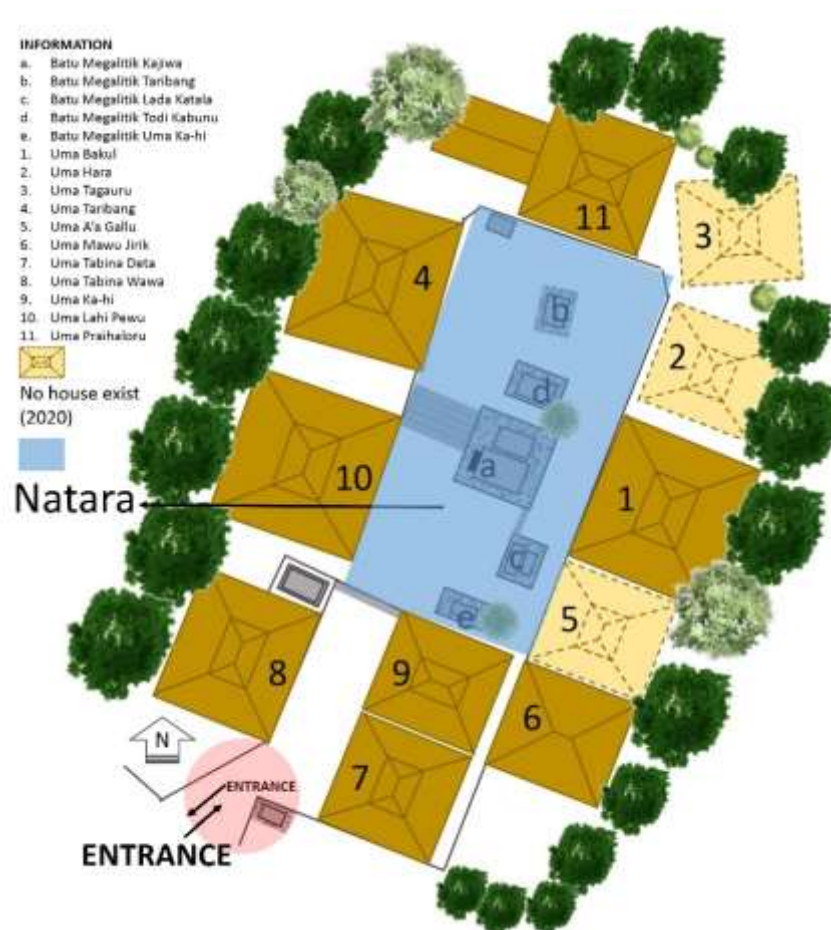 INFORMATION
a. Batu Megalitik Kajiwa
b. Batu Megalitik Taribang
c. Batu Megalitik Lada Katala
d. Batu Megalitik Todi Kabunu
e. Batu Megalitik Uma Ka-hi
1. Uma Bakul
2. Uma Hara
3. Uma Tagauru
4. Uma Taribang
5. Uma A'a Gallu
6. Uma Mawu Jirik
7. Uma Tabina Deta
8. Uma Tabina Wawa
9. Uma Ka-hi
10. Uma Lahi Pewu
11. Uma Praihaloru
No house exist
(2020)
Natara
11
3
4
b
2
d
a
10
1
e
5
8
9
6
N
7
ENTRANCE
ENTRANCE